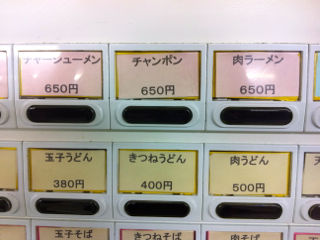 チャーシューメン
650円
チャンポン
650円
肉ラーメン
650円
玉子うどん
380円
きつねうどん
400円
肉うどん
500円
玉子そば
きつねそば
肉そば